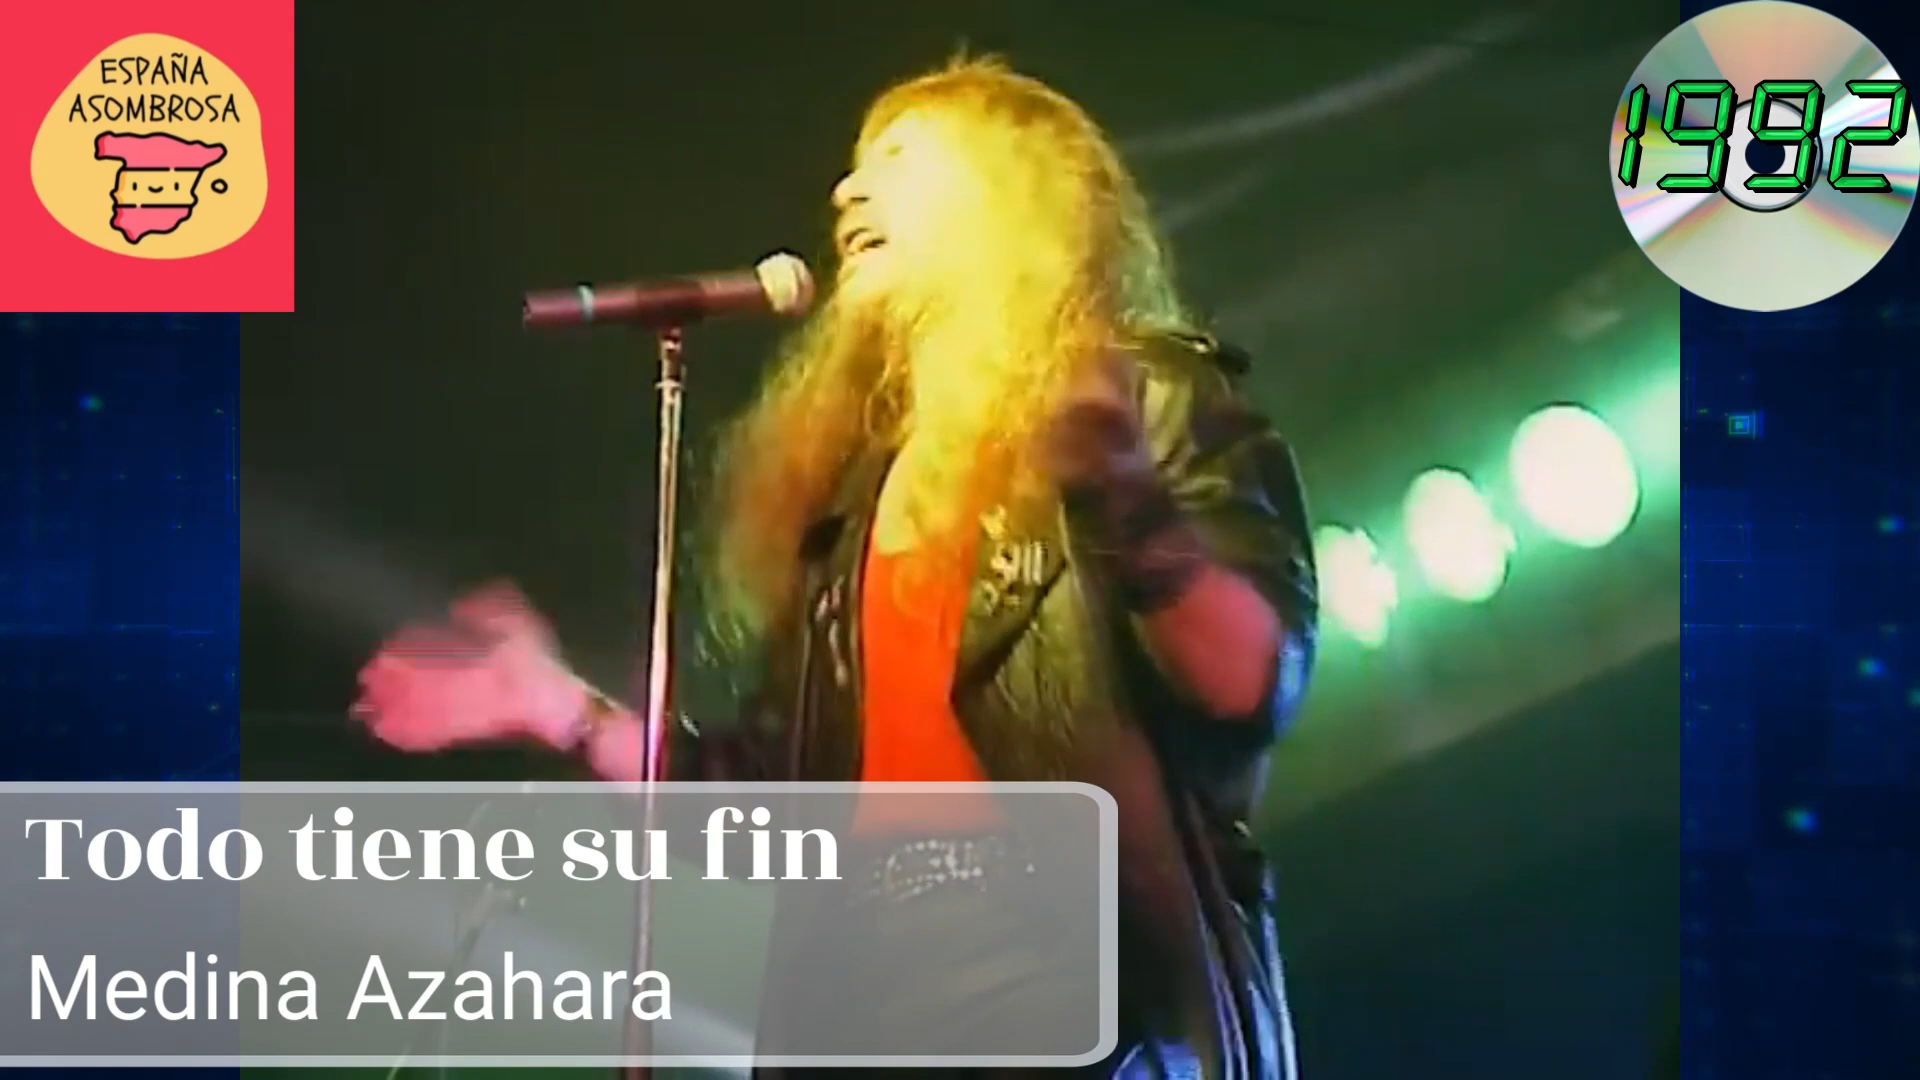 ESPAÑA
ASOMBROSA
1992
Todo tiene su fin
Medina Azahara